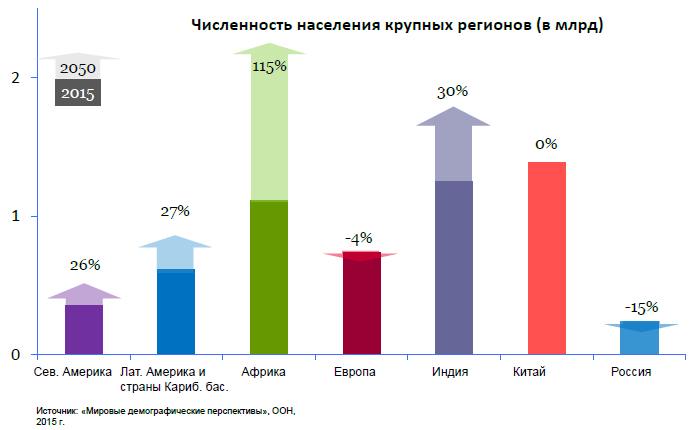 Численность населения крупных регионов (в млрд)
2
1
0
2050
2015
26%
27%
115%
-4%
30%
0%
-15%
Сев. Америка
Лат. Америка и
страны Кариб. бас.
Африка
Европа
Индия
Китай
Россия
Источник: «Мировые демографические перспективы», ООН,
2015 г.